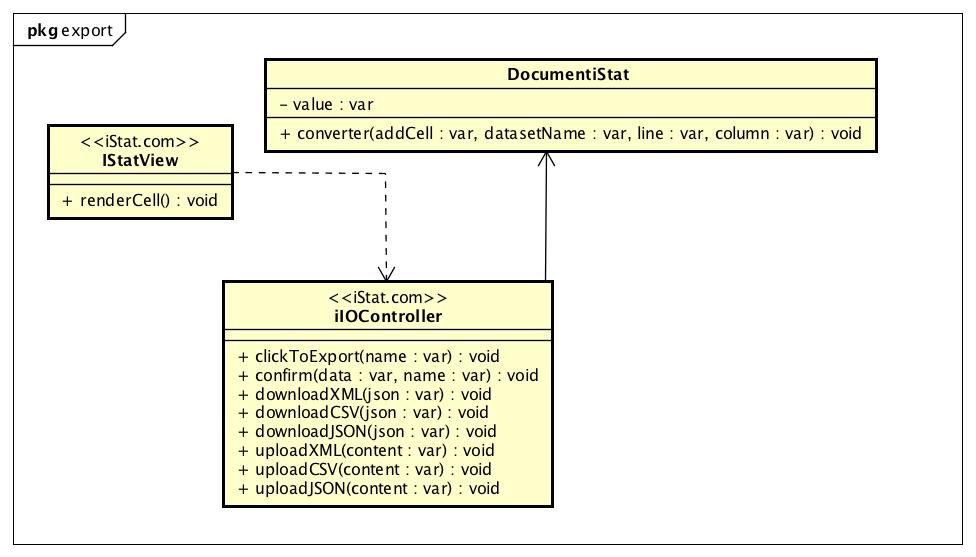 pkg export
DocumentiStat
– value : var
+ converter(addCell : var, datasetName : var, line : var, column : var) : void
<<iStat.com>>
IStatView
+ renderCell() : void
<<iStat.com>>
iIOController
+ clickToExport(name : var) : void
+ confirm(data : var, name : var) : void
+ downloadXML(json : var) : void
+ downloadCSV(json : var) : void
+ downloadJSON(json : var) : void
+ uploadXML(content : var) : void
+ uploadCSV(content : var) : void
+ uploadJSON(content : var) : void